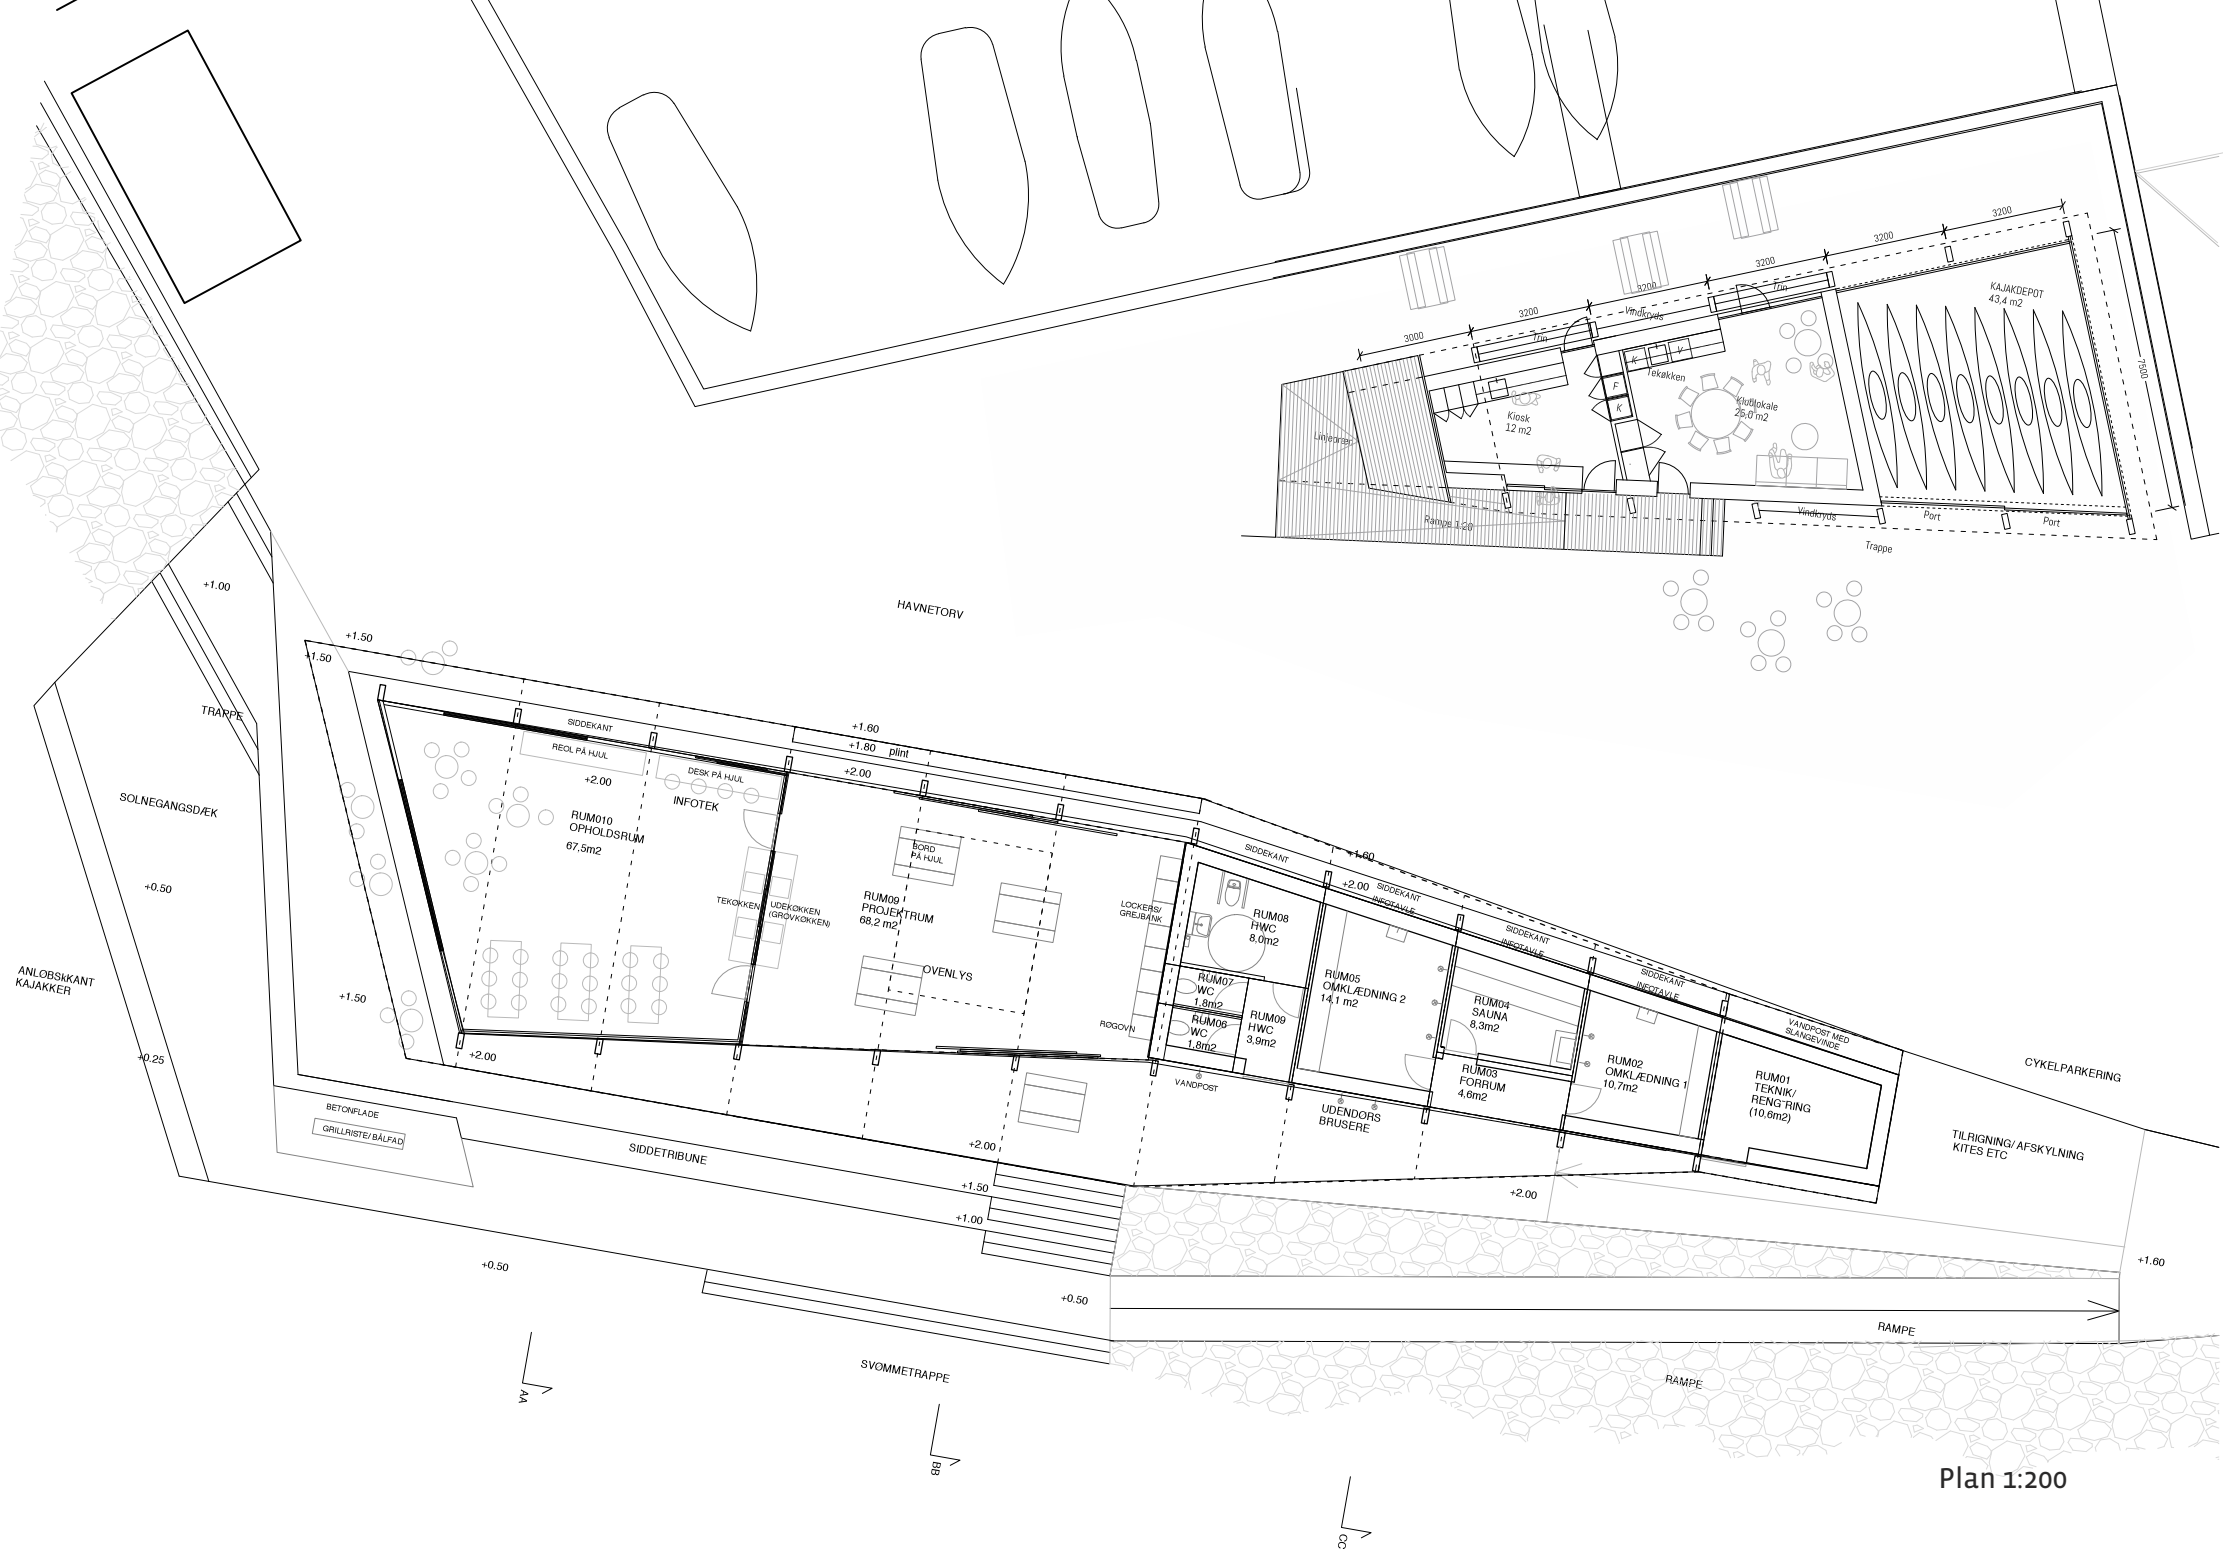 3200
3200
3200
3200
3200
3000
7500
KAJAKDEPOT
43,4 m2
Trin
Vindkryds
Trin
K
V
F
K
Tekøkken
Klublokale
25,0 m2
Kiosk
12 m2
Linjeorrer
Rampe 1:20
Vindkryds
Port
Port
Trappe
HAVNETORV
+1.00
TRAPPE
SOLNEGANGSDÆK
+0.50
ANLØBSkKANT
KAJAKKER
+0.25
+1.50
+1.50
+1.50
SIDDEKANT
REOL PÅ HJUL
+2.00
DESK PÅ HJUL
INFOTEK
RUM010
OPHOLDSRUM
67,5m2
+1.60
+1.80 plint
+2.00
TEKØKKEN
UDEKØKKEN
(GROVKØKKEN)
BORD
PÅ HJUL
RUM09
PROJEKTRUM
68,2 m2
OVENLYS
LOCKERS/
GREJBANK
RØGOVN
SIDDEKANT
+1.60
+2.00
SIDDEKANT
INFOTAVLE
SIDDEKANT
INFOTAVLE
SIDDEKANT
INFOTAVLE
VANDPOST MED
SLANGEVINDE
RUM08
HWC
8,0m2
RUM07
WC
1,8m2
RUM06
WC
1,8m2
RUM09
HWC
3,9m2
RUM05
OMKLÆDNING 2
14,1 m2
RUM04
SAUNA
8,3m2
RUM03
FORRUM
4,6m2
RUM02
OMKLÆDNING 1
10,7m2
RUM01
TEKNIK/
RENG¨RING
(10,6m2)
VANDPOST
UDENDØRS
BRUSERE
CYKELPARKERING
TILRIGNING/ AFSKYLNING
KITES ETC
+2.00
+2.00
+2.00
BETONFLADE
GRILLRISTE/ BÅLFAD
SIDDETRIBUNE
+1.50
+1.00
+0.50
+0.50
+1.60
RAMPE
RAMPE
SVØMMETRAPPE
AA
BB
CC
Plan 1:200